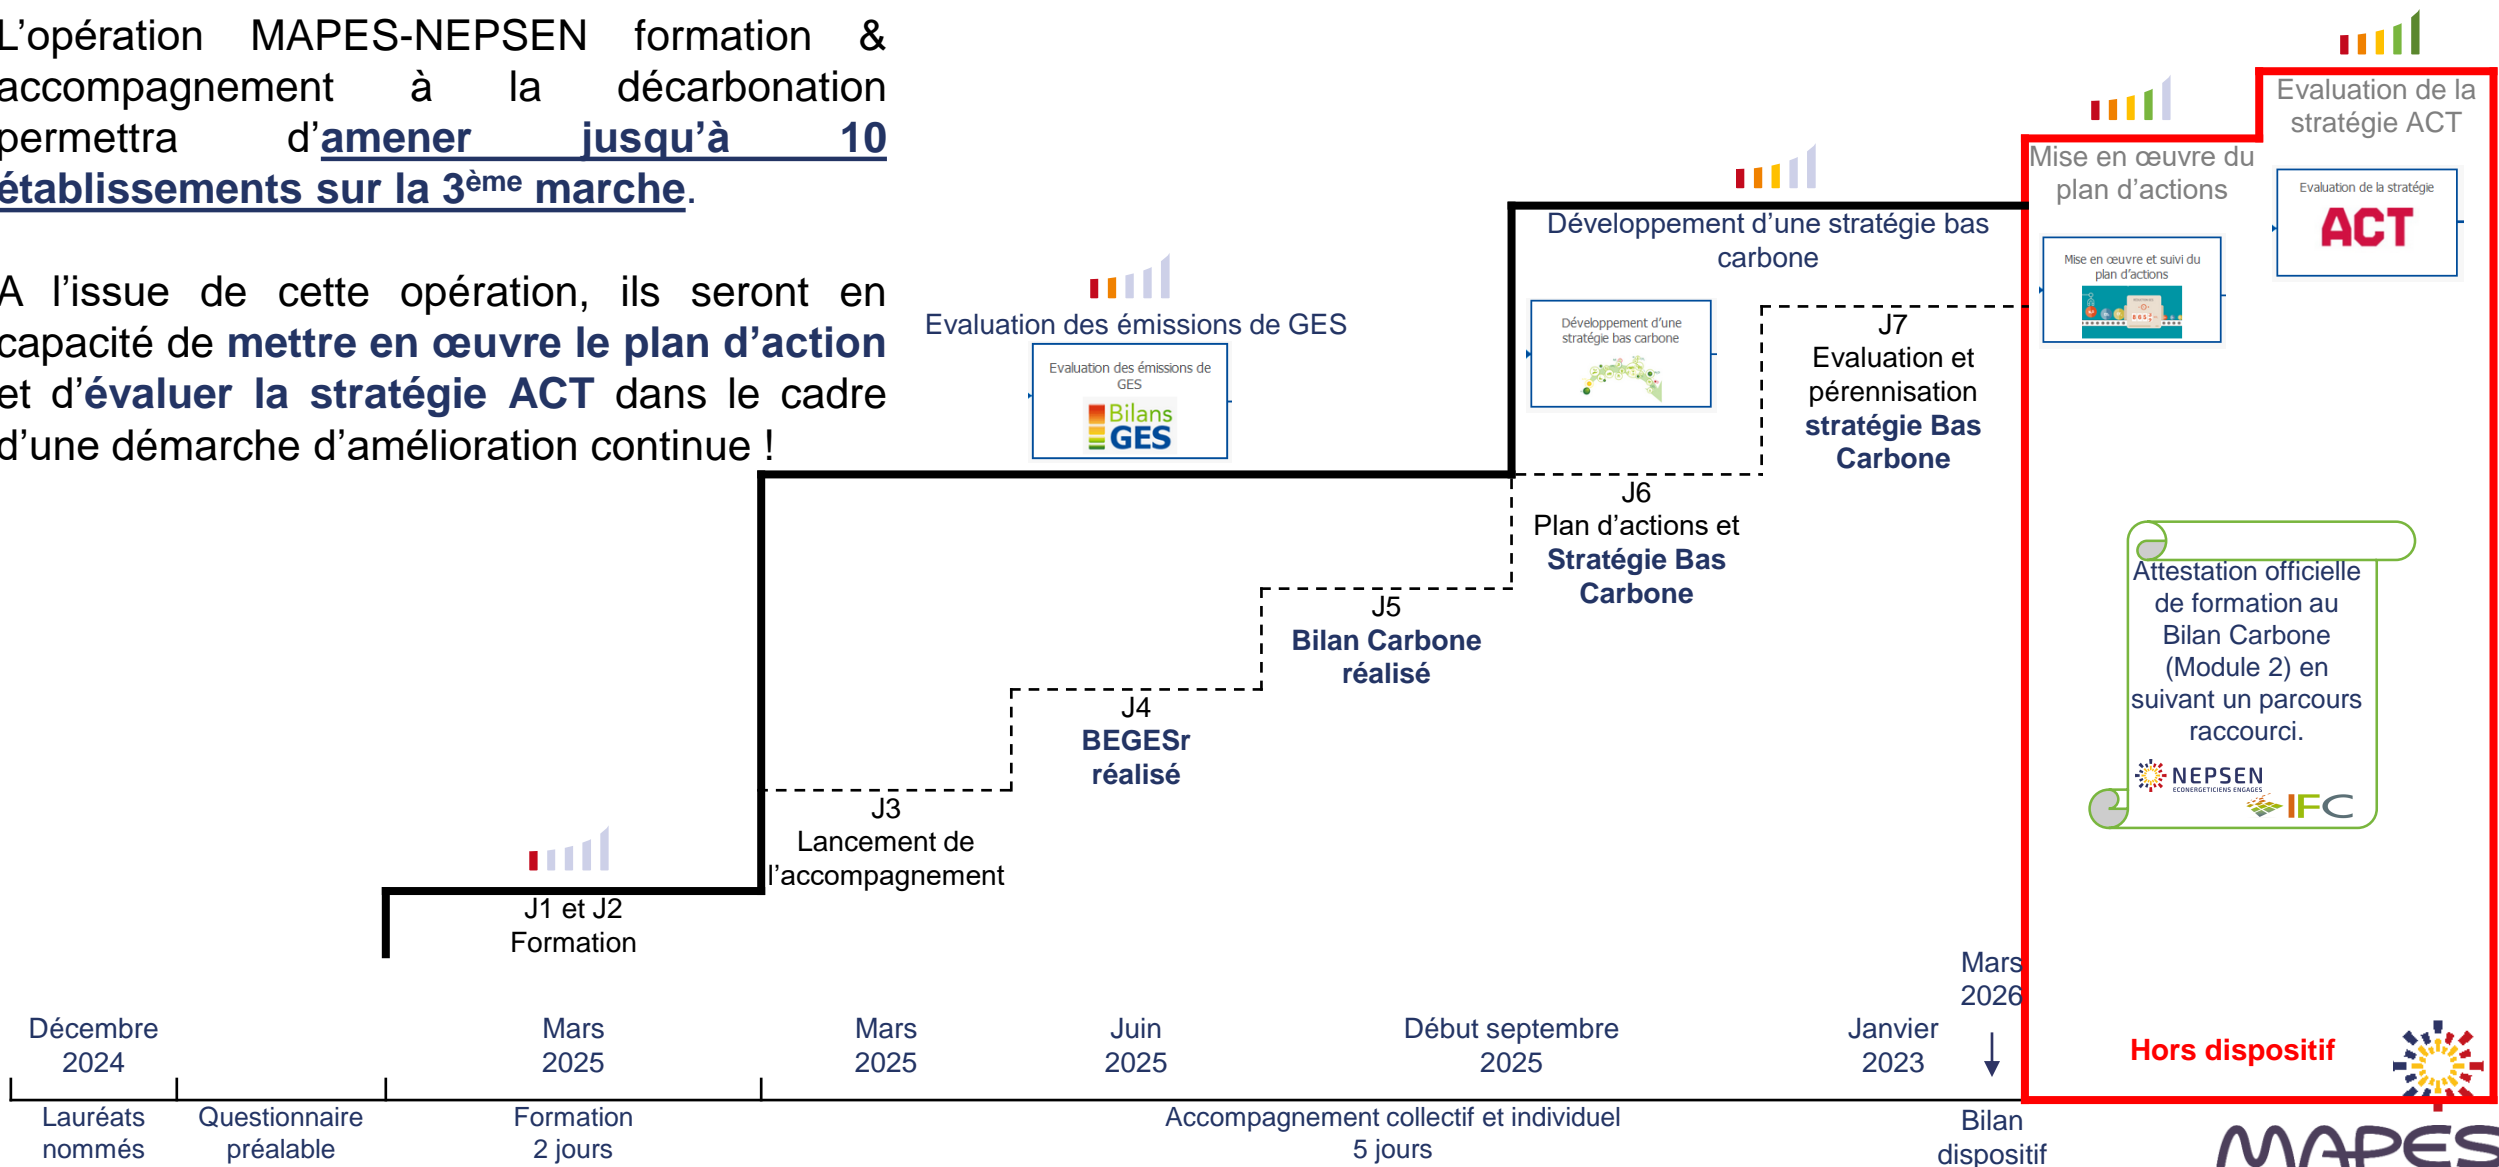 L'opération MAPES-NEPSEN formation &
accompagnement à la décarbonation
permettra d'amener jusqu'à 10
établissements sur la 3ème marche.
A l'issue de cette opération, ils seront en
capacité de mettre en œuvre le plan d'action
et d'évaluer la stratégie ACT dans le cadre
d'une démarche d'amélioration continue !
Evaluation de la
stratégie ACT
Evaluation de la stratégie
ACT
Mise en œuvre du
plan d'actions
Mise en œuvre et suivi du
plan d'actions
Développement d'une stratégie bas
carbone
Développement d'une
stratégie bas carbone
Evaluation des émissions de GES
Evaluation des émissions de
GES
Bilans
GES
J7
Evaluation et
pérennisation
stratégie Bas
Carbone
J6
Plan d'actions et
Stratégie Bas
Carbone
J5
Bilan Carbone
réalisé
J4
BEGESr
réalisé
J3
Lancement de
l'accompagnement
J1 et J2
Formation
Attestation officielle
de formation au
Bilan Carbone
(Module 2) en
suivant un parcours
raccourci.
NEPSEN
ECONERGETICIENS ENGAGES
IFC
Décembre
2024
Mars
2025
Mars
2025
Juin
2025
Début septembre
2025
Janvier
2023
Mars
2026
Hors dispositif
Lauréats
nommés
Questionnaire
préalable
Formation
2 jours
Accompagnement collectif et individuel
5 jours
Bilan
dispositif
MAPES